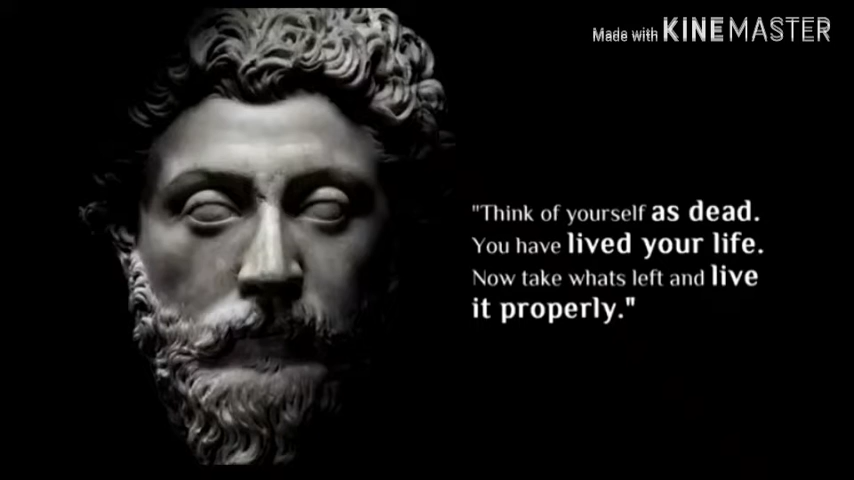 Made with KINEMASTER
"Think of yourself as dead.
You have lived your life.
Now take whats left and live
it properly."